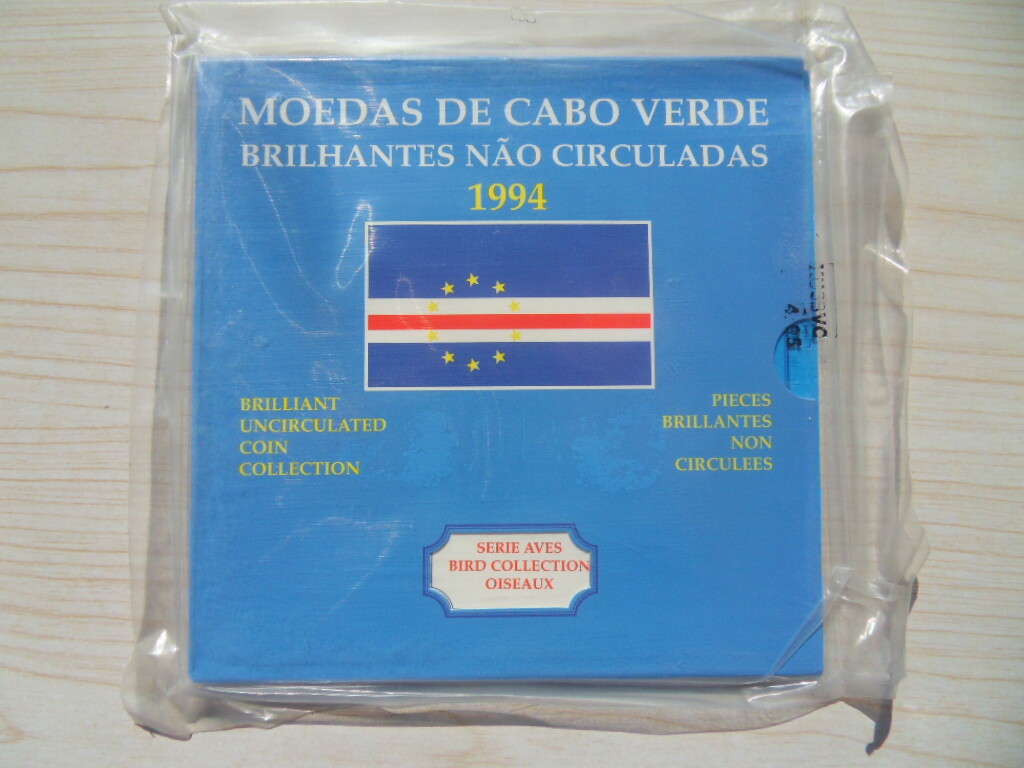 MOEDAS DE CABO VERDE
BRILHANTES NÃO CIRCULADAS
1994
BRILLIANT
UNCIRCULATED
COIN
COLLECTION
PIECES
BRILLANTES
NON
CIRCULEES
SERIE AVES
BIRD COLLECTION
OISEAUX